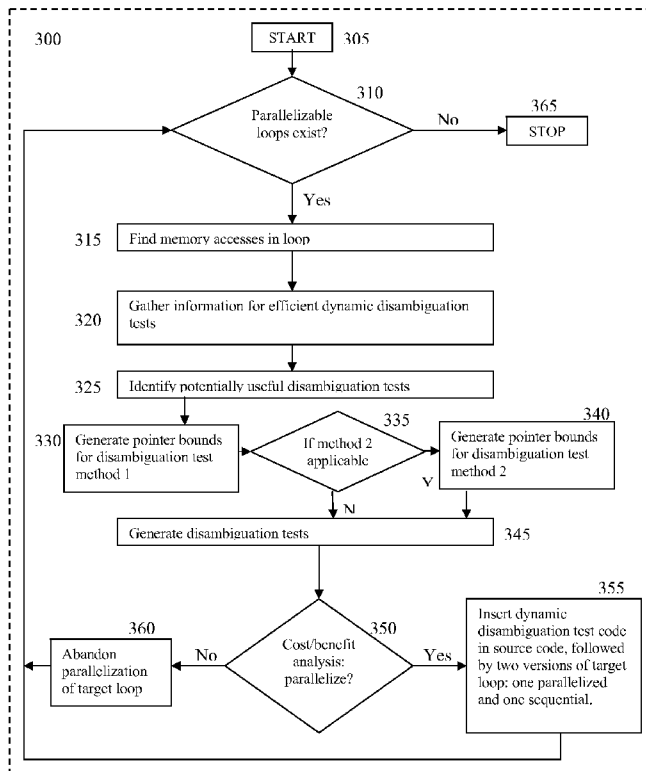 300
START
305
310
Parallelizable
loops exist?
No
365
STOP
Yes
315
Find memory accesses in loop
320
Gather information for efficient dynamic disambiguation
tests
325
Identify potentially useful disambiguation tests
330
Generate pointer bounds
for disambiguation test
method 1
335
If method 2
applicable
340
Generate pointer bounds
for disambiguation test
method 2
Y
N
Generate disambiguation tests
345
350
Cost/benefit
analysis:
parallelize?
No
Yes
360
Abandon
parallelization
of target loop
355
Insert dynamic
disambiguation test code
in source code, followed
by two versions of target
loop: one parallelized
and one sequential.